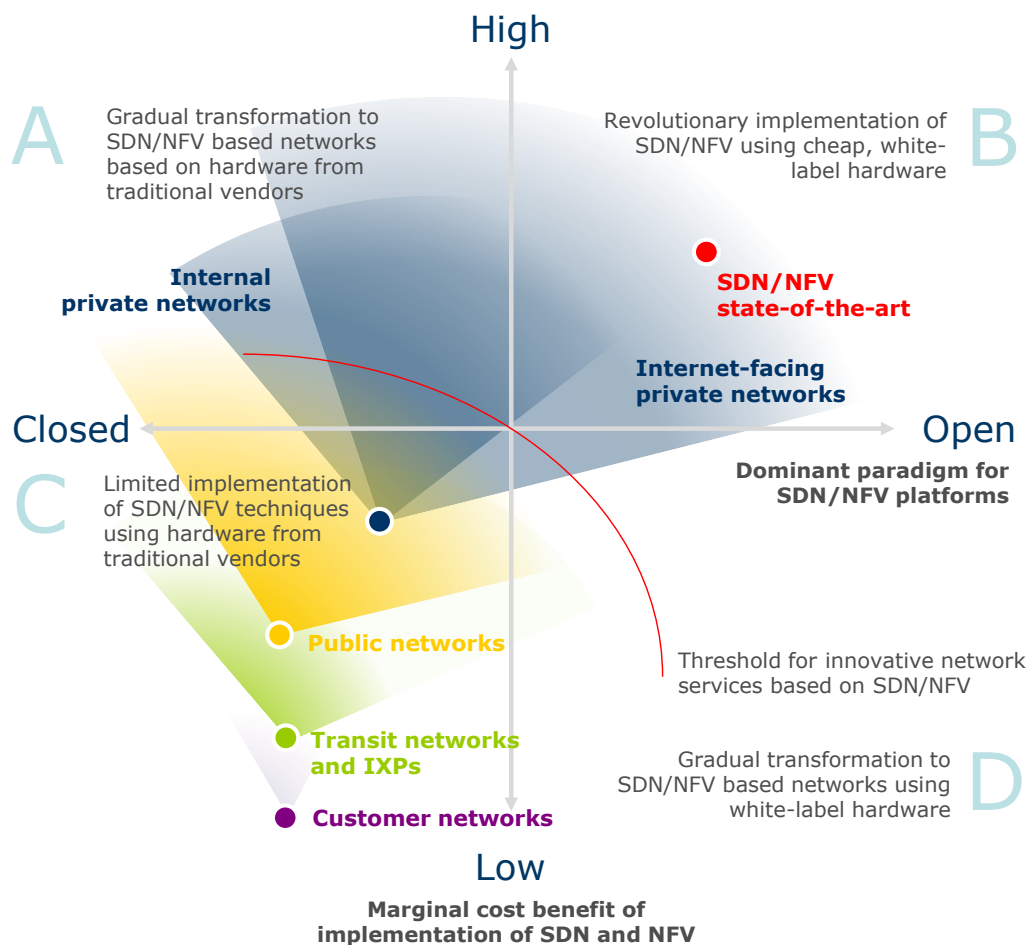 High
A
Gradual transformation to
SDN/NFV based networks
based on hardware from
traditional vendors
Revolutionary implementation of
SDN/NFV using cheap, white-
label hardware
B
Internal
private networks
SDN/NFV
state-of-the-art
Internet-facing
private networks
Closed
Open
Dominant paradigm for
SDN/NFV platforms
C
Limited implementation
of SDN/NFV techniques
using hardware from
traditional vendors
Public networks
Threshold for innovative network
services based on SDN/NFV
Transit networks
and IXPs
Gradual transformation to
SDN/NFV based networks using
white-label hardware
D
Customer networks
Low
Marginal cost benefit of
implementation of SDN and NFV